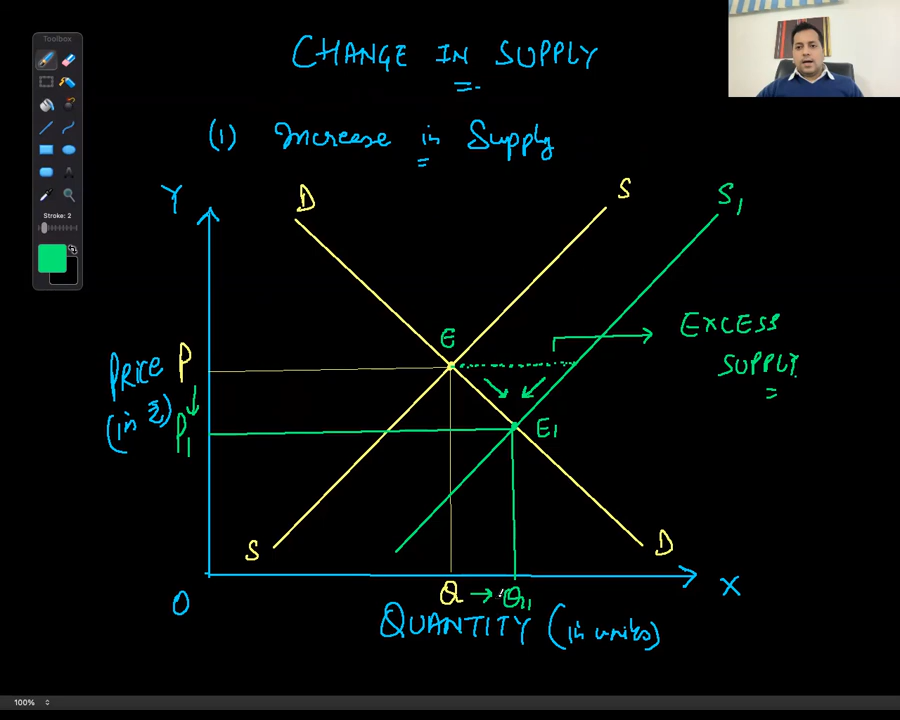 Toolbox
CHANGE IN SUPPLY
(1) Increase in Supply
Stroke: 2
Y
D
S
S1
E
EXCESS
SUPPLY
PRICE P
(in ₹)
P1
E1
S
D
O
Q → Q1
X
QUANTITY (in units)
100%